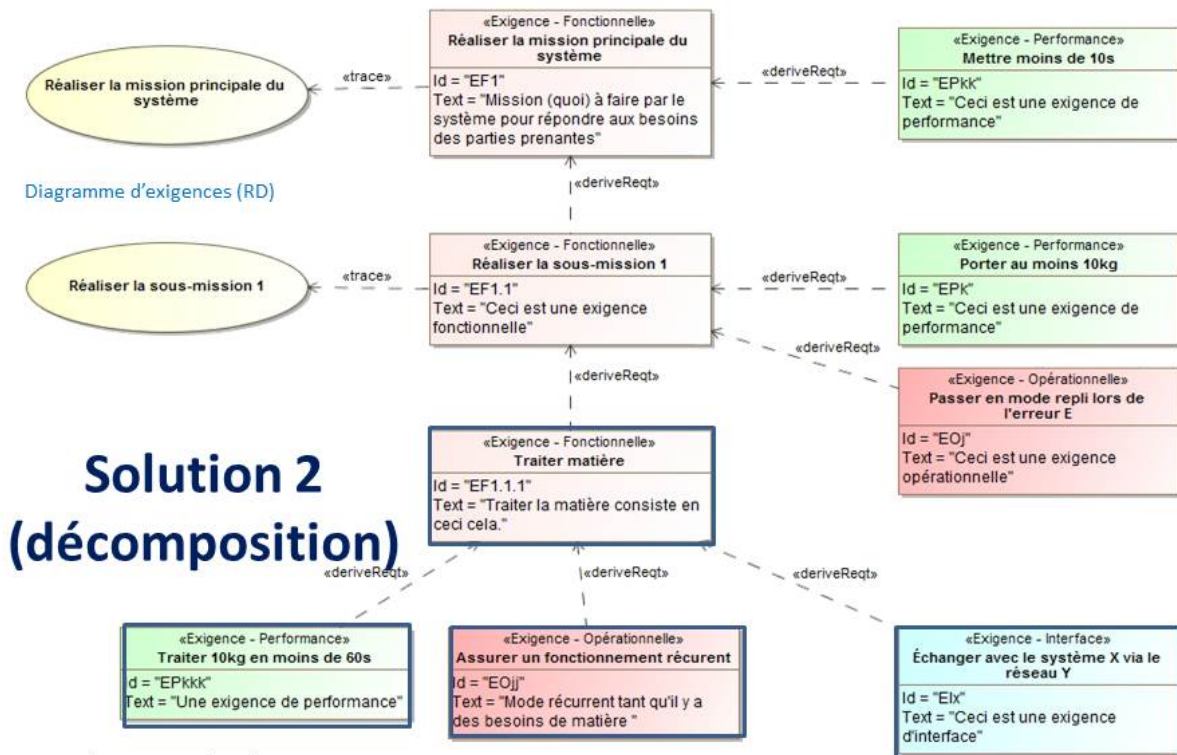 «Exigence - Fonctionnelle»
Réaliser la mission principale du
système
Id = "EF1"
Text = "Mission (quoi) à faire par le
système pour répondre aux besoins
des parties prenantes"
«Exigence - Performance»
Mettre moins de 10s
Id = "EPkk"
Text = "Ceci est une exigence de
performance"
Réaliser la mission principale du
système
«trace»
«deriveReqt»
Diagramme d'exigences (RD)
«deriveReqt»
«Exigence - Fonctionnelle»
Réaliser la sous-mission 1
Id = "EF1.1"
Text = "Ceci est une exigence
fonctionnelle"
«Exigence - Performance»
Porter au moins 10kg
Id = "EPk"
Text = "Ceci est une exigence de
performance"
Réaliser la sous-mission 1
«trace»
«deriveReqt»
«deriveReqt»
«deriveReqt»
«Exigence - Opérationnelle»
Passer en mode repli lors de
l'erreur E
Id = "EOj"
Text = "Ceci est une exigence
opérationnelle"
Solution 2
(décomposition)
«Exigence - Fonctionnelle»
Traiter matière
Id = "EF1.1.1"
Text = "Traiter la matière consiste en
ceci cela."
«deriveReqt»
«deriveReqt»
«deriveReqt»
«Exigence - Performance»
Traiter 10kg en moins de 60s
d = "EPkkk"
Text = "Une exigence de performance"
«Exigence - Opérationnelle»
Assurer un fonctionnement récurent
Id = "EOjj"
Text = "Mode récurrent tant qu'il y a
des besoins de matière "
«Exigence - Interface»
Échanger avec le système X via le
réseau Y
Id = "EIx"
Text = "Ceci est une exigence
d'interface"